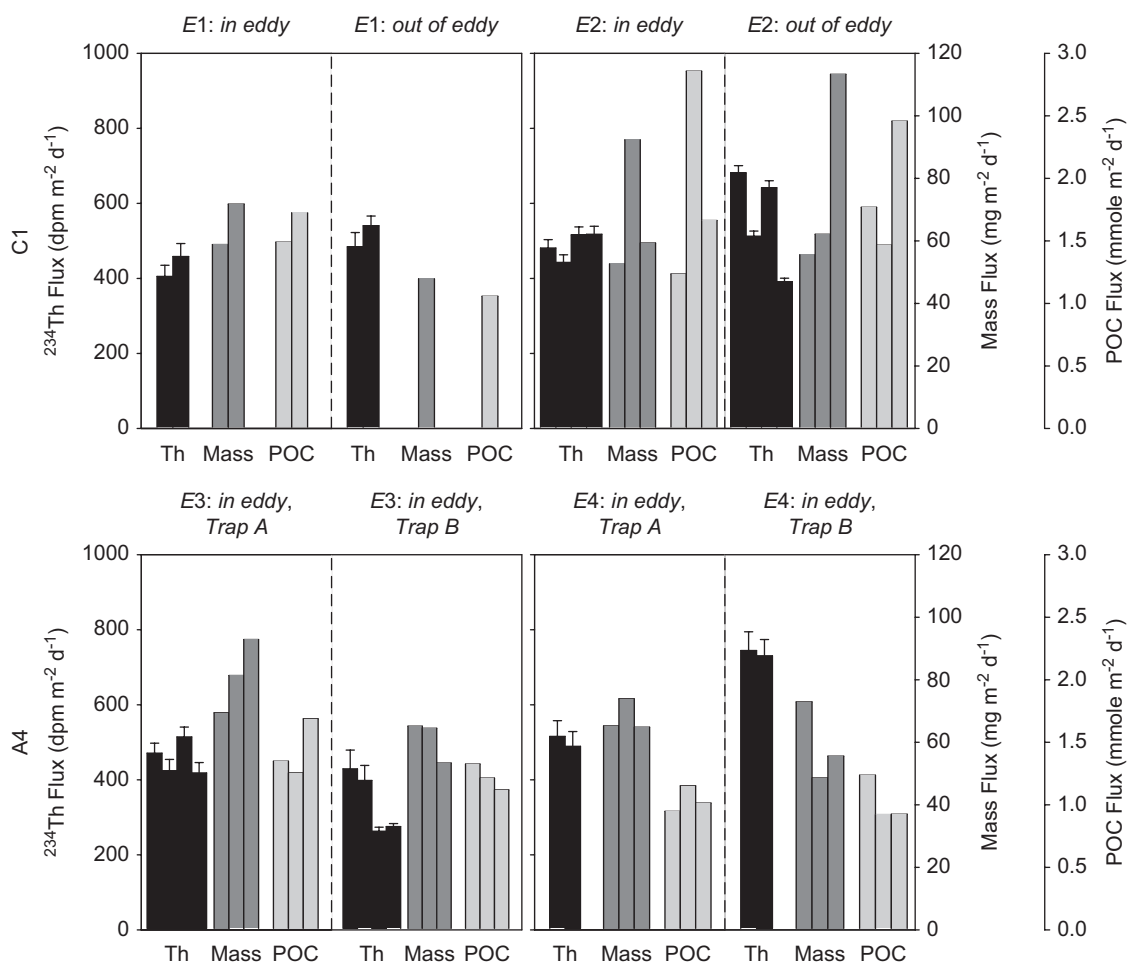 E1: in eddy E1: out of eddy E2: in eddy E2: out of eddy
1000 120 3.0
100 2.5
800
80 2.0
600
60 1.5
400
40 1.0
200
20 0.5
0 0 0.0
C1
²³⁴Th Flux (dpm m⁻² d⁻¹)
Mass Flux (mg m⁻² d⁻¹)
POC Flux (mmole m⁻² d⁻¹)
Th Mass POC Th Mass POC Th Mass POC Th Mass POC
E3: in eddy, E3: in eddy, E4: in eddy, E4: in eddy,
Trap A Trap B Trap A Trap B
1000 120 3.0
100 2.5
800
80 2.0
600
60 1.5
400
40 1.0
200
20 0.5
0 0 0.0
A4
²³⁴Th Flux (dpm m⁻² d⁻¹)
Mass Flux (mg m⁻² d⁻¹)
POC Flux (mmole m⁻² d⁻¹)
Th Mass POC Th Mass POC Th Mass POC Th Mass POC